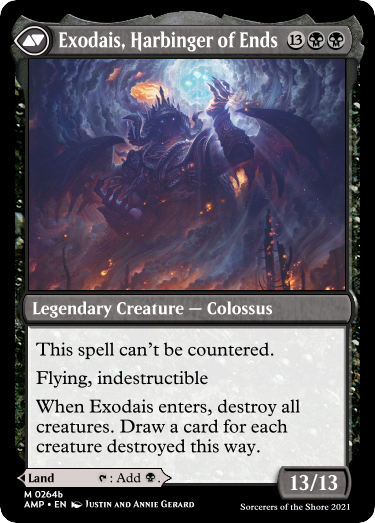 Exodais, Harbinger of Ends 13
Legendary Creature — Colossus
This spell can't be countered.
Flying, indestructible
When Exodais enters, destroy all
creatures. Draw a card for each
creature destroyed this way.
Land : Add .
13/13
M 0264b
AMP • EN Justin and Annie Gerard
Sorcerers of the Shore 2021